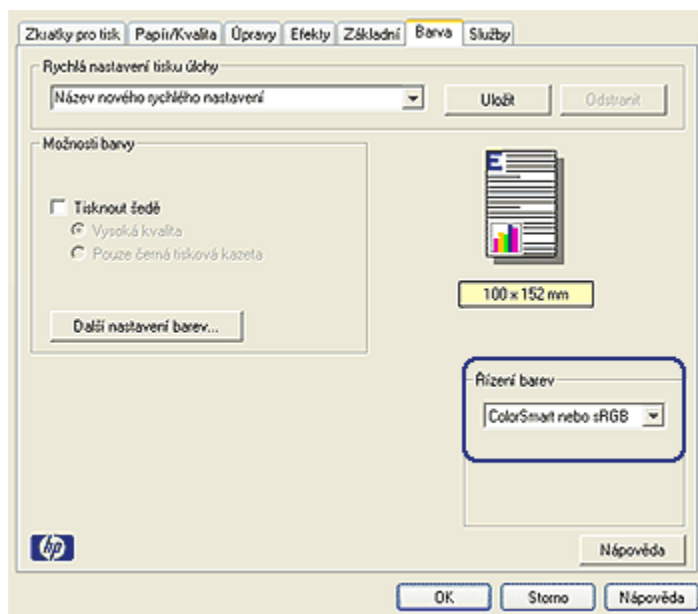 Zkratky pro tisk Papír/Kvalita Úpravy Efekty Základní Barva Služby
Rychlá nastavení tisku úlohy
Název nového rychlého nastavení Uložit Odstranit
Možnosti barvy
Tisknout šedě
Vysoká kvalita
Pouze černá tisková kazeta
E
100 x 152 mm
Další nastavení barev...
Řízení barev
ColorSmart nebo sRGB
hp
Nápověda
OK Storno Nápověda